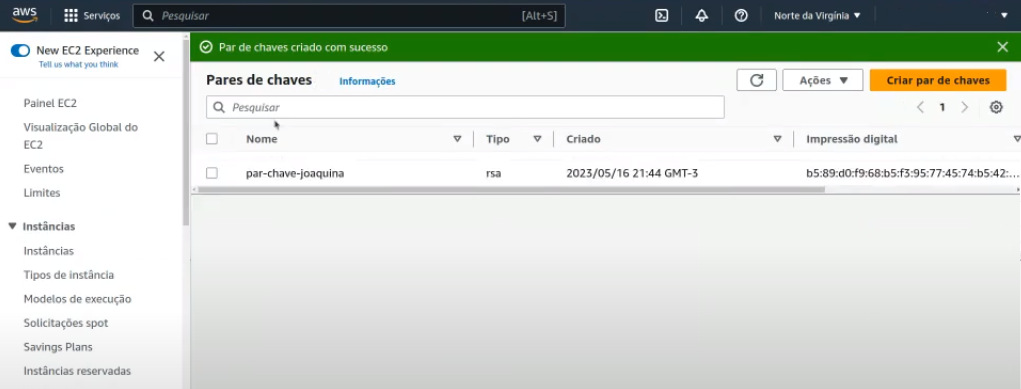 aws
Serviços
Pesquisar
[Alt+S]
Norte da Virgínia
New EC2 Experience
Tell us what you think
Painel EC2
Visualização Global do
EC2
Eventos
Limites
Instâncias
Instâncias
Tipos de instância
Modelos de execução
Solicitações spot
Savings Plans
Instâncias reservadas
Par de chaves criado com sucesso
Pares de chaves
Informações
Ações
Criar par de chaves
Pesquisar
1
Nome
Tipo
Criado
Impressão digital
par-chave-joaquina
rsa
2023/05/16 21:44 GMT-3
b5:89:d0:f9:68:b5:f3:95:77:45:74:b5:42:...